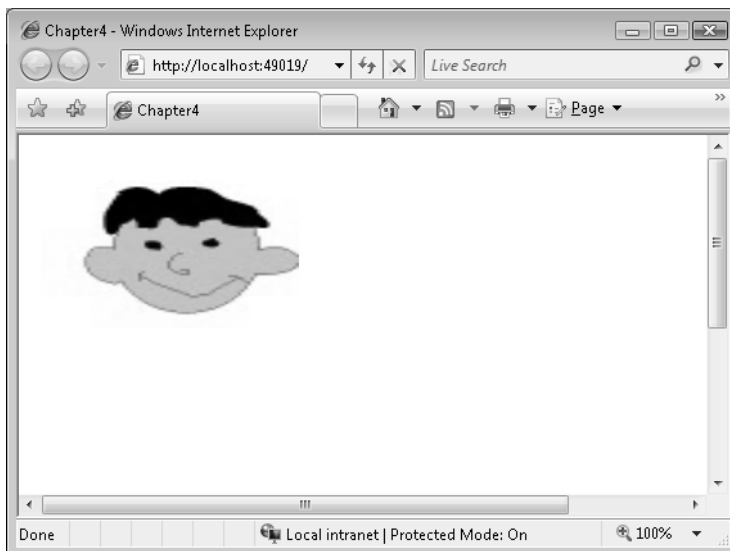 Chapter4 - Windows Internet Explorer
http://localhost:49019/ Live Search
Chapter4 Page
Done Local intranet | Protected Mode: On 100%